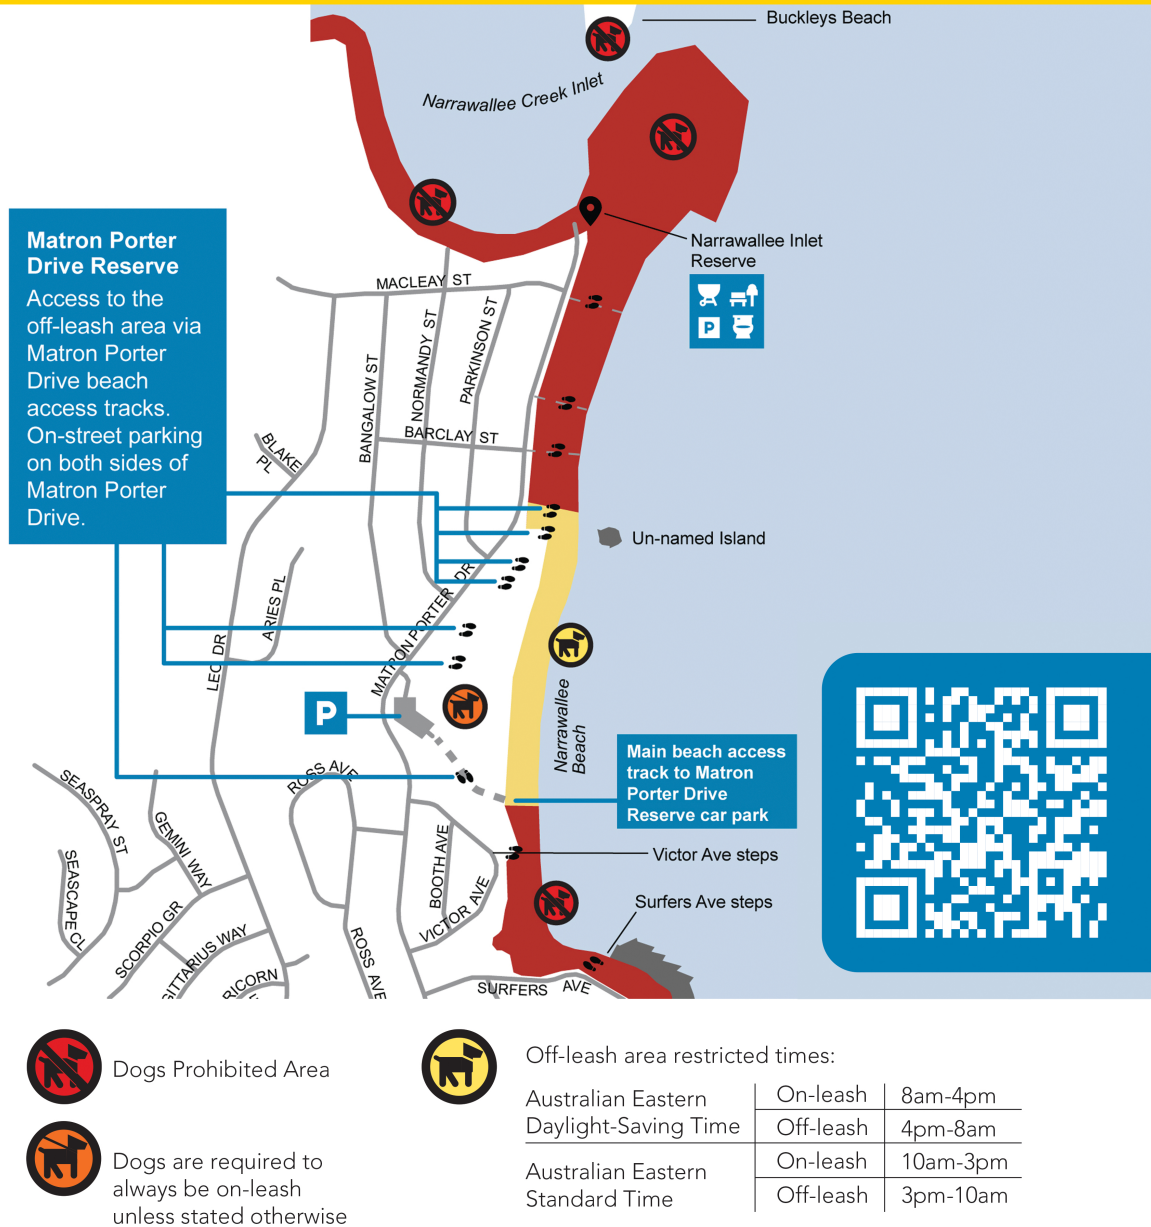 Buckleys Beach
Narrawallee Creek Inlet
Matron Porter
Drive Reserve
Access to the
off-leash area via
Matron Porter
Drive beach
access tracks.
On-street parking
on both sides of
Matron Porter
Drive.
Narrawallee Inlet
Reserve
P
MACLEAY ST
PARKINSON ST
NORMANDY ST
BANGALOW ST
BARCLAY ST
BLAKE
PL
Un-named Island
ARIES PL
LEO DR
MATRON PORTER DR
P
Narrawallee
Beach
Main beach access
track to Matron
Porter Drive
Reserve car park
ROSS AVE
SEASPRAY ST
GEMINI WAY
SEASCAPE CL
BOOTH AVE
VICTOR AVE
Victor Ave steps
Surfers Ave steps
SCORPIO GR
GITTARIUS WAY
RICORN
ROSS AVE
SURFERS AVE
Dogs Prohibited Area
Dogs are required to
always be on-leash
unless stated otherwise
Off-leash area restricted times:
Australian Eastern
Daylight-Saving Time
On-leash 8am-4pm
Off-leash 4pm-8am
Australian Eastern
Standard Time
On-leash 10am-3pm
Off-leash 3pm-10am